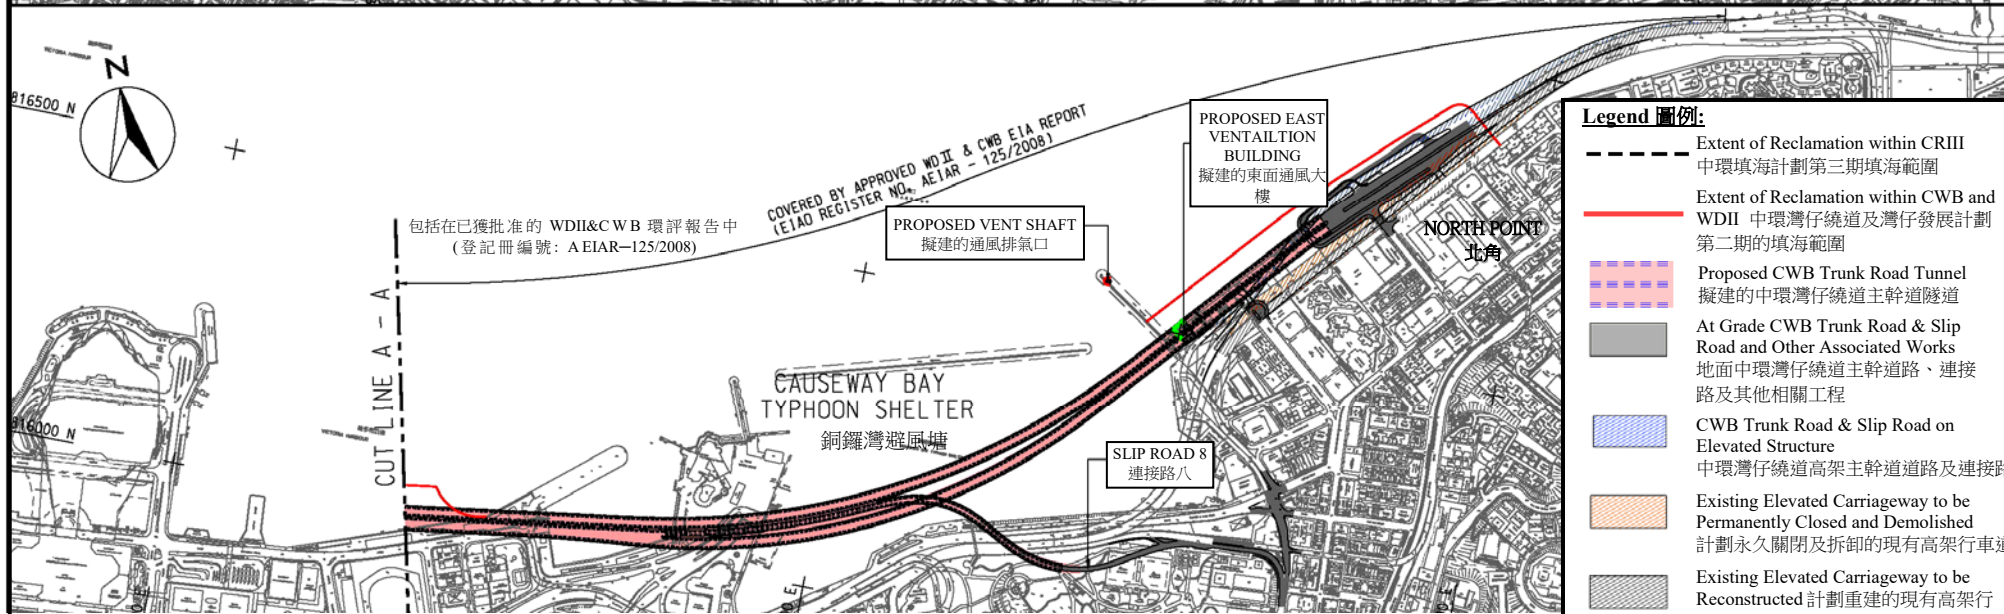 N
816500 N
VICTORIA HARBOUR
COVERED BY APPROVED WDII & CWB EIA REPORT
(EIAO REGISTER NO. AEIAR - 125/2008)
包括在已獲批准的 WDII&CWB 環評報告中
(登記冊編號: AEIAR─125/2008)
PROPOSED VENT SHAFT
擬建的通風排氣口
PROPOSED EAST
VENTAILTION
BUILDING
擬建的東面通風大
樓
NORTH POINT
北角
CUT LINE A - A
CAUSEWAY BAY
TYPHOON SHELTER
銅鑼灣避風塘
816000 N
VICTORIA HARBOUR
SLIP ROAD 8
連接路八
Legend 圖例:
Extent of Reclamation within CRIII
中環填海計劃第三期填海範圍
Extent of Reclamation within CWB and
WDII 中環灣仔繞道及灣仔發展計劃
第二期的填海範圍
Proposed CWB Trunk Road Tunnel
擬建的中環灣仔繞道主幹道隧道
At Grade CWB Trunk Road & Slip
Road and Other Associated Works
地面中環灣仔繞道主幹道路、連接
路及其他相關工程
CWB Trunk Road & Slip Road on
Elevated Structure
中環灣仔繞道高架主幹道道路及連接路
Existing Elevated Carriageway to be
Permanently Closed and Demolished
計劃永久關閉及拆卸的現有高架行車道
Existing Elevated Carriageway to be
Reconstructed 計劃重建的現有高架行